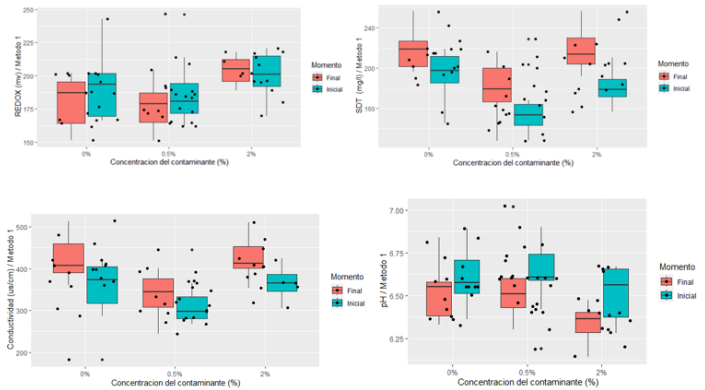 250
225
200
175
150
REDOX (mv) / Metodo 1
0%
0.5%
2%
Concentracion del contaminante (%)
Momento
Final
Inicial
240
200
160
SDT (mg/l) / Metodo 1
0%
0.5%
2%
Concentracion del contaminante (%)
Momento
Final
Inicial
500
400
300
200
Conductividad (us/cm) / Metodo 1
0%
0.5%
2%
Concentracion del contaminante (%)
Momento
Final
Inicial
7.00
6.75
6.50
6.25
pH / Metodo 1
0%
0.5%
2%
Concentracion del contaminante (%)
Momento
Final
Inicial